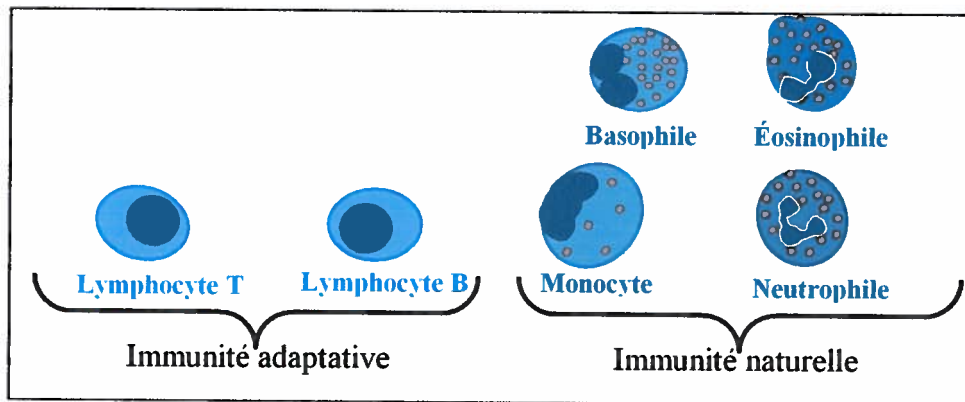 Basophile
Éosinophile
Lymphocyte T
Lymphocyte B
Monocyte
Neutrophile
Immunité adaptative
Immunité naturelle